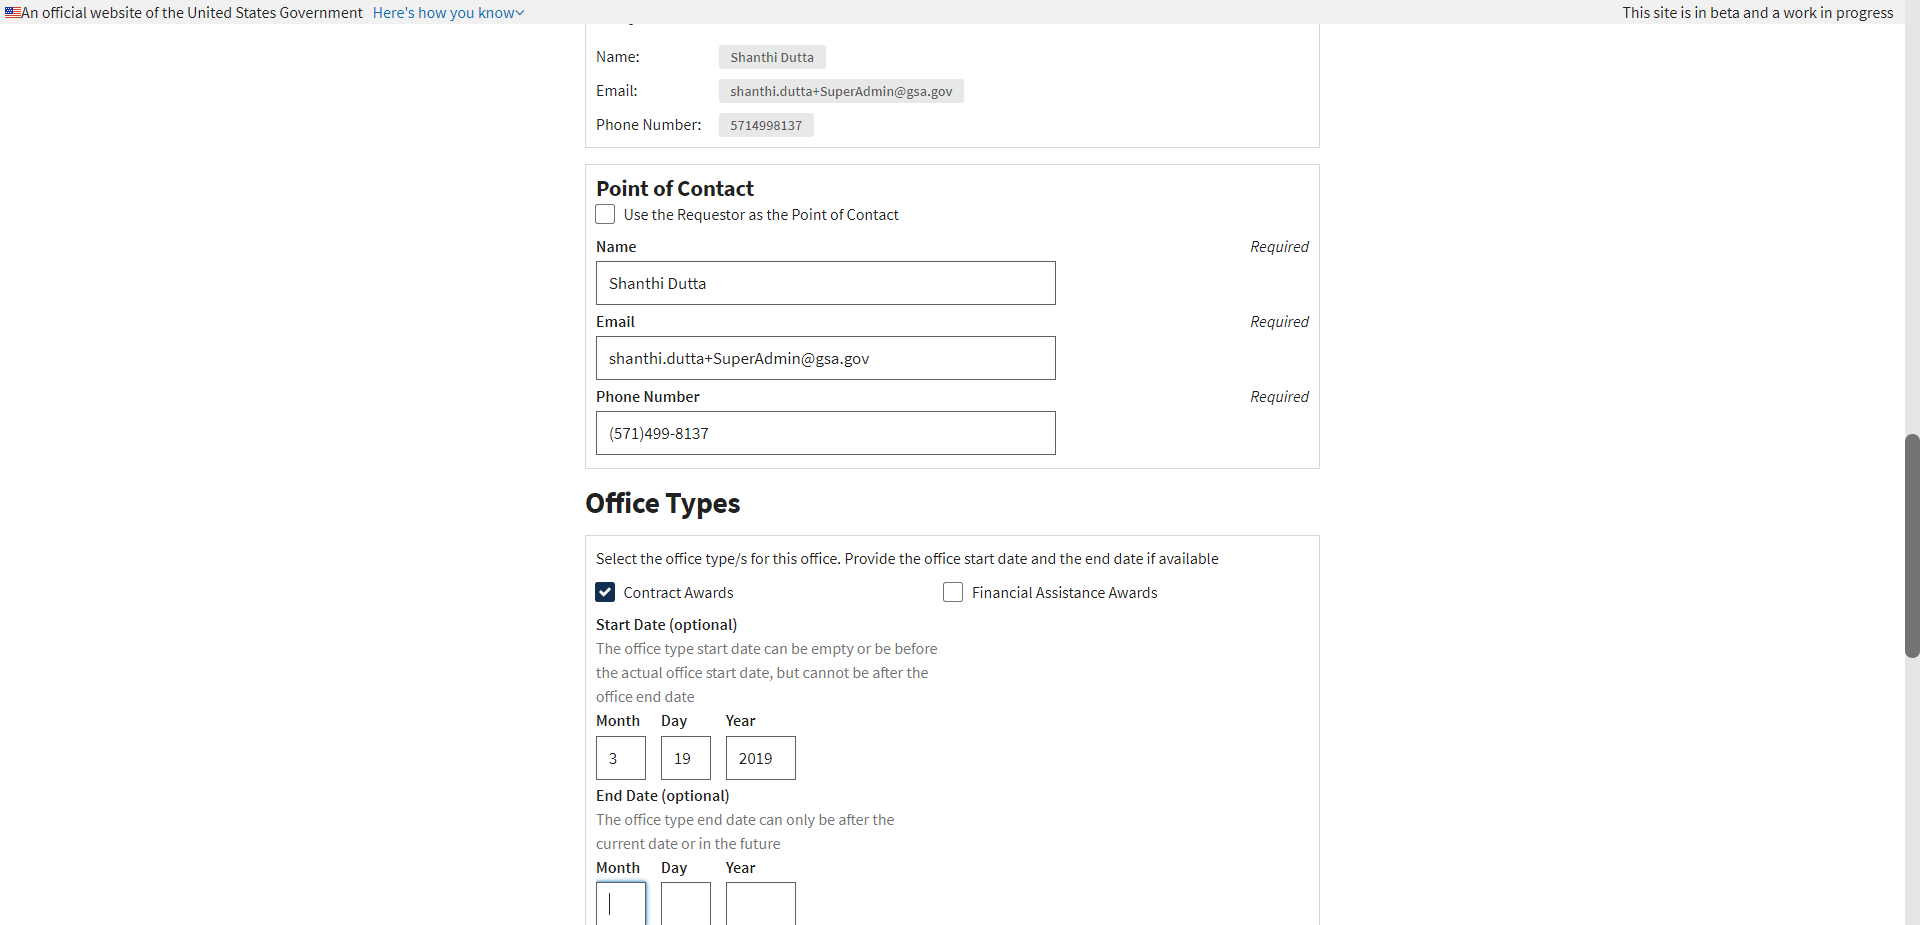 An official website of the United States Government Here's how you know
This site is in beta and a work in progress
Name: Shanthi Dutta
Email: shanthi.dutta+SuperAdmin@gsa.gov
Phone Number: 5714998137
Point of Contact
Use the Requestor as the Point of Contact
Name Required
Shanthi Dutta
Email Required
shanthi.dutta+SuperAdmin@gsa.gov
Phone Number Required
(571)499-8137
Office Types
Select the office type/s for this office. Provide the office start date and the end date if available
Contract Awards Financial Assistance Awards
Start Date (optional)
The office type start date can be empty or be before
the actual office start date, but cannot be after the
office end date
Month Day Year
3 19 2019
End Date (optional)
The office type end date can only be after the
current date or in the future
Month Day Year